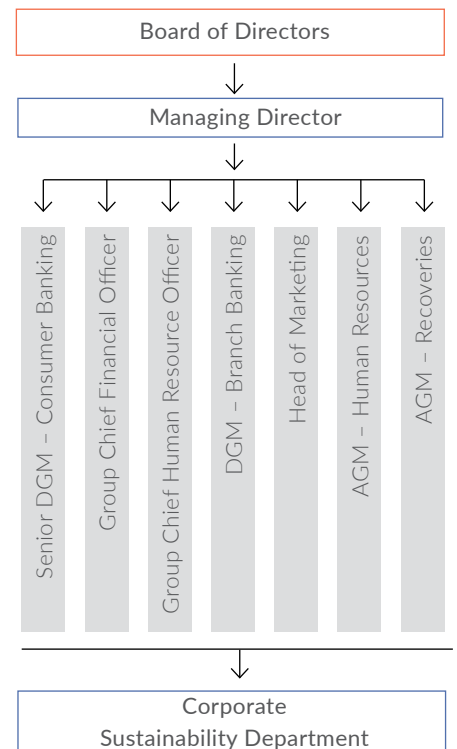 Board of Directors
Managing Director
Senior DGM – Consumer Banking
Group Chief Financial Officer
Group Chief Human Resource Officer
DGM – Branch Banking
Head of Marketing
AGM – Human Resources
AGM – Recoveries
Corporate
Sustainability Department